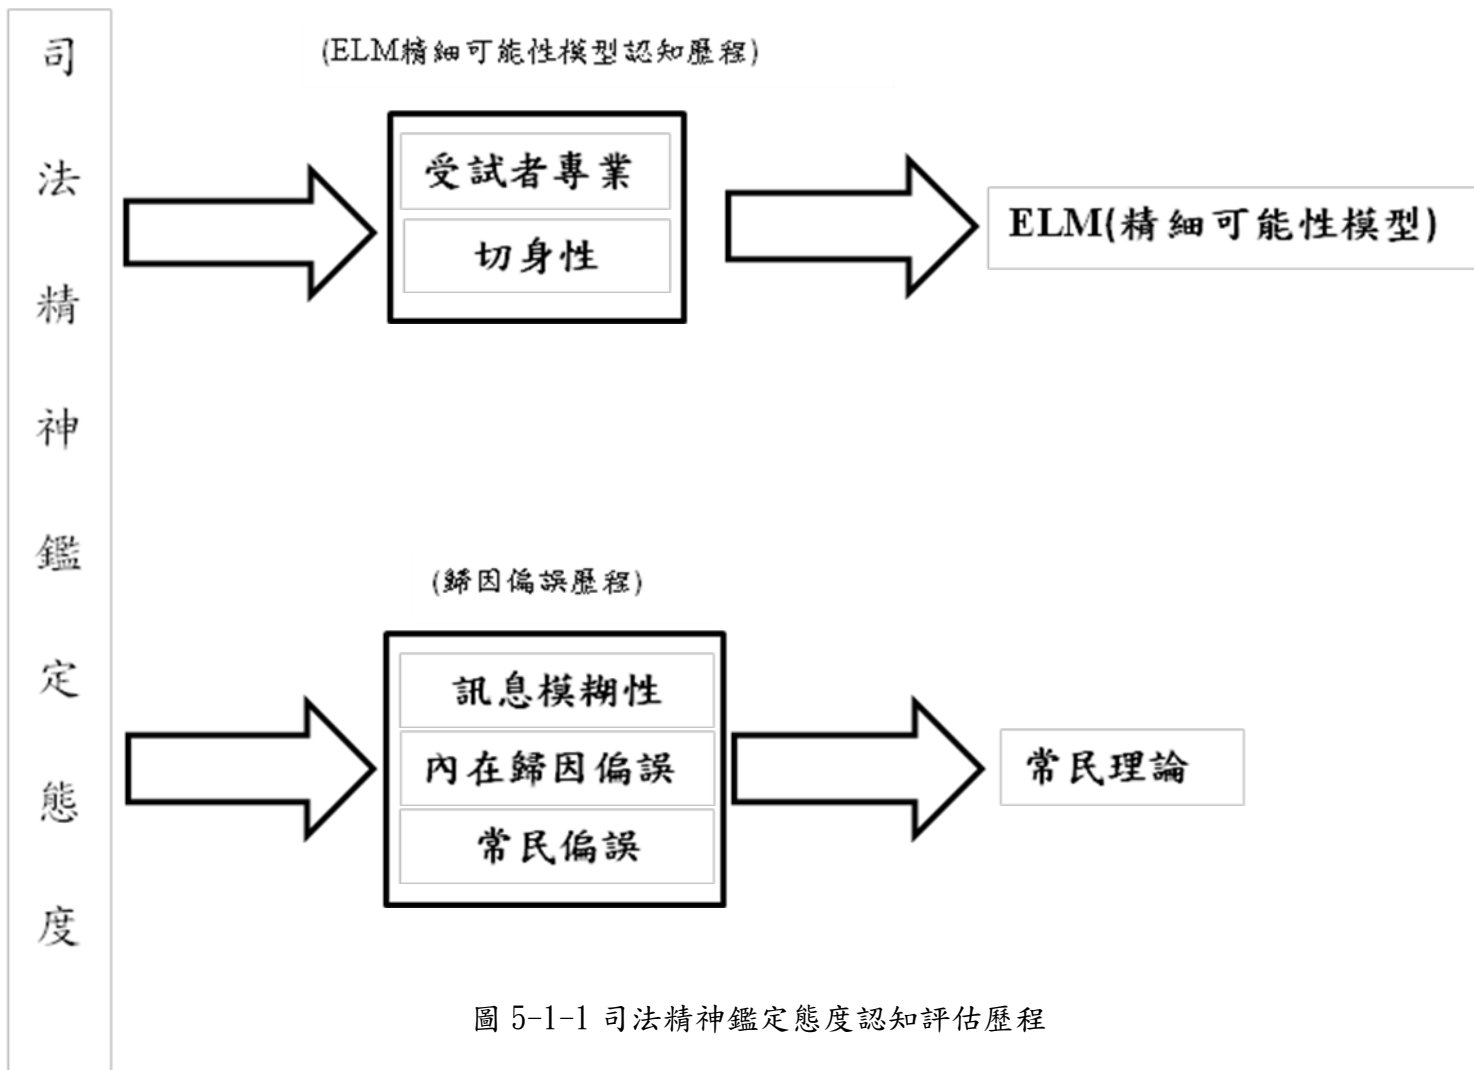 司法精神鑑定態度
(ELM精細可能性模型認知歷程)
受試者專業
切身性
ELM(精細可能性模型)
(歸因偏誤歷程)
訊息模糊性
內在歸因偏誤
常民偏誤
常民理論
圖 5-1-1 司法精神鑑定態度認知評估歷程